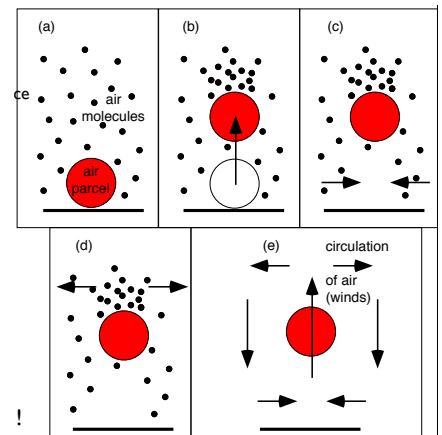 (a)
(b)
(c)
ce
air
molecules
air
parcel
(d)
(e)
circulation
of air
(winds)
!